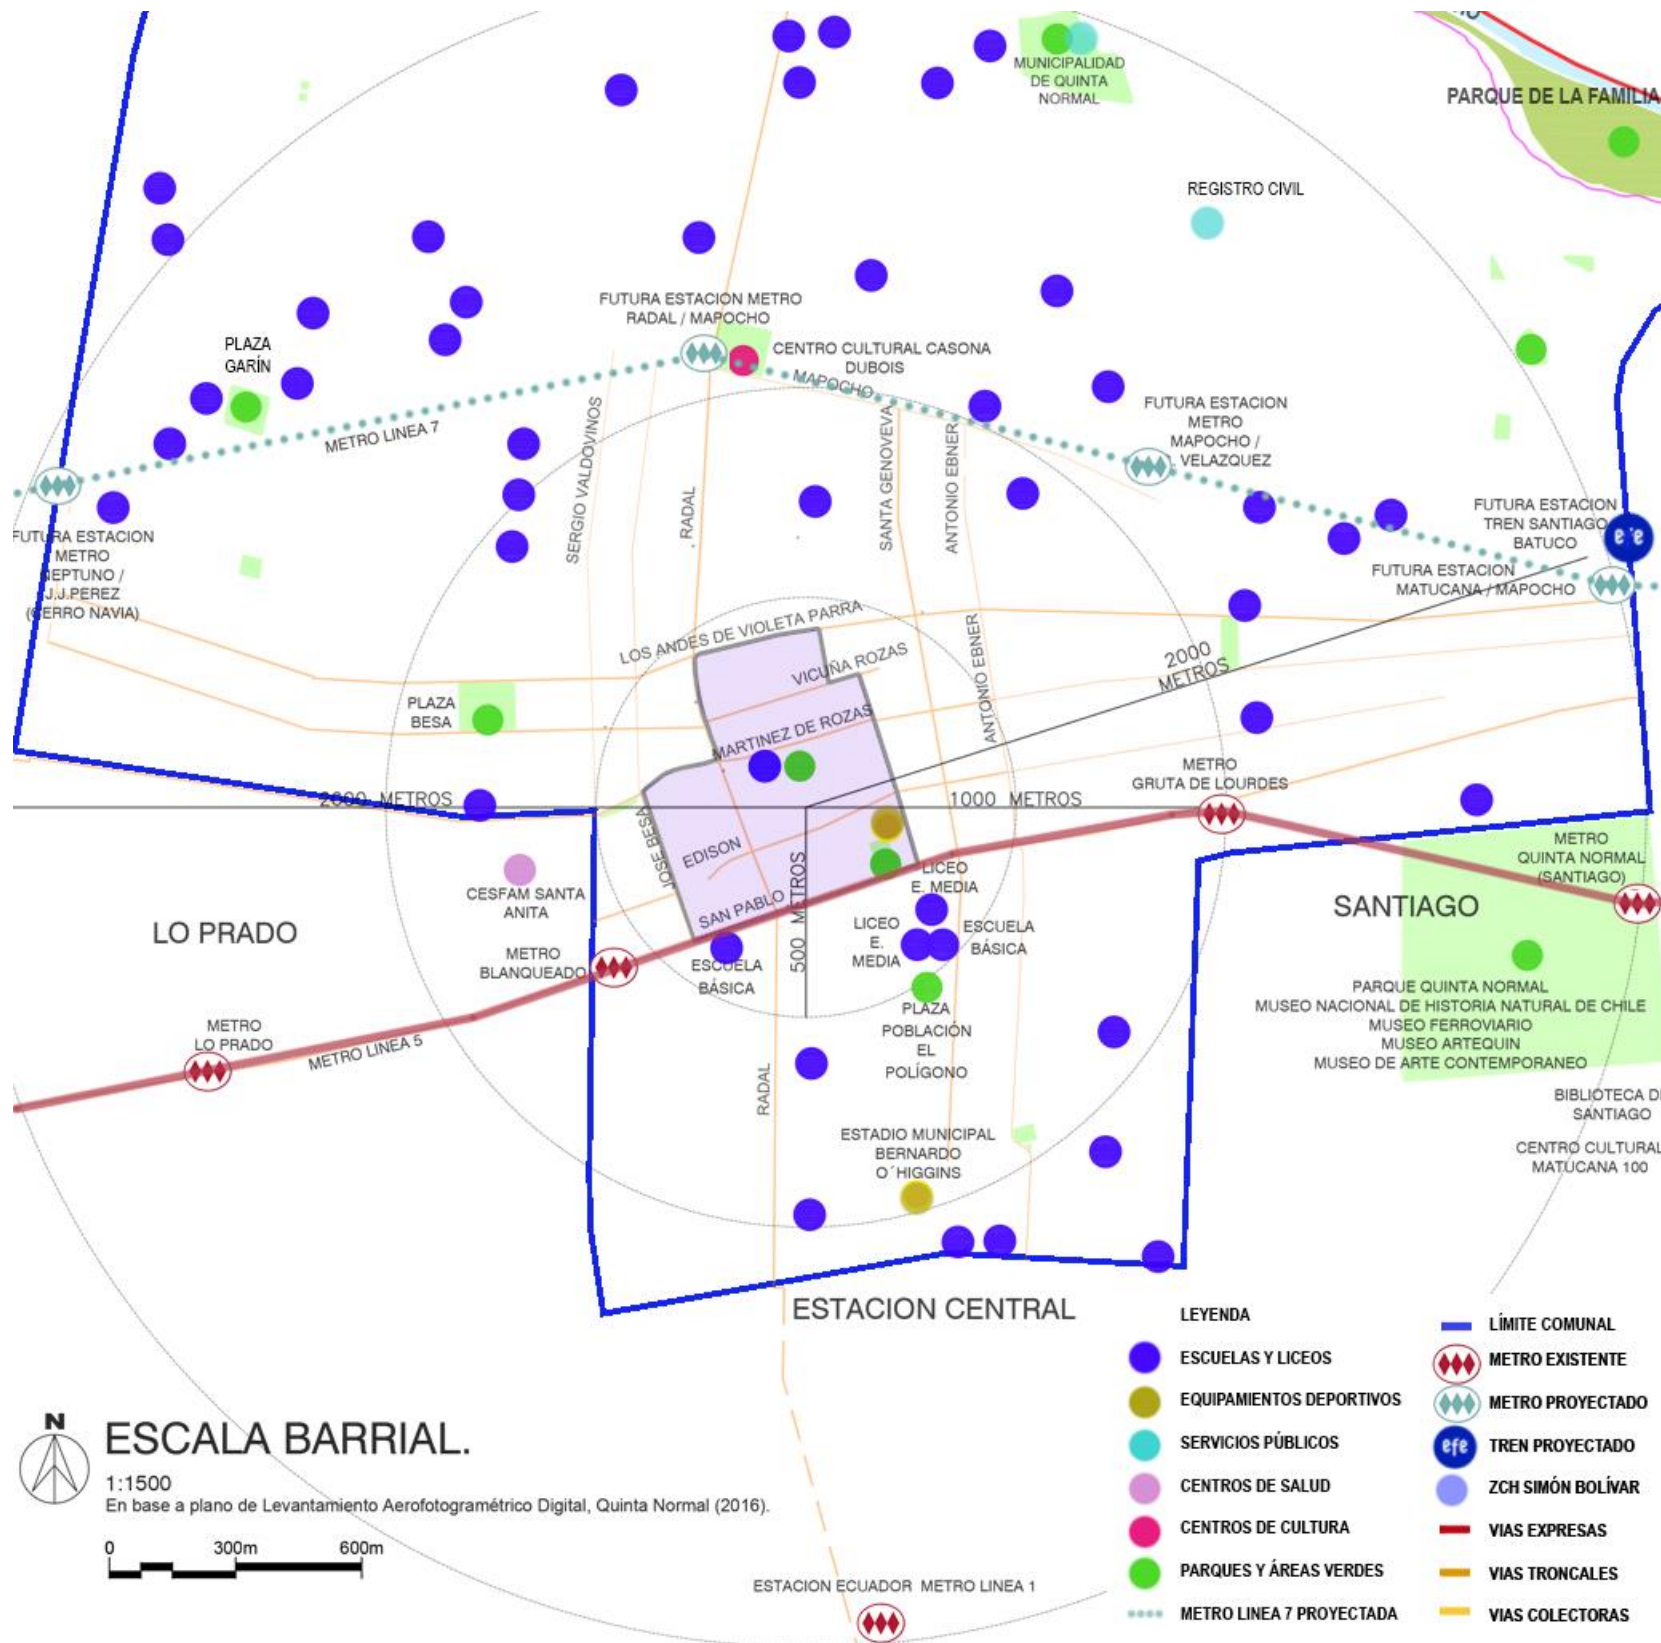 MUNICIPALIDAD
DE QUINTA
NORMAL
PARQUE DE LA FAMILIA
REGISTRO CIVIL
FUTURA ESTACION METRO
RADAL / MAPOCHO
PLAZA
GARÍN
CENTRO CULTURAL CASONA
DUBOIS
MAPOCHO
METRO LINEA 7
FUTURA ESTACION
METRO
MAPOCHO /
VELAZQUEZ
SERGIO VALDOVINOS
RADAL
SANTA GENOVEVA
ANTONIO EBNER
FUTURA ESTACION
TREN SANTIAGO
BATUCO
efe
FUTURA ESTACION
MATUCANA / MAPOCHO
FUTURA ESTACION
METRO
NEPTUNO /
J.J.PEREZ
(CERRO NAVIA)
LOS ANDES DE VIOLETA PARRA
VICUÑA ROZAS
ANTONIO EBNER
2000
METROS
PLAZA
BESA
MARTINEZ DE ROZAS
METRO
GRUTA DE LOURDES
2000 METROS
1000 METROS
JOSE BESA
EDISON
500 METROS
SAN PABLO
LICEO
E. MEDIA
METRO
QUINTA NORMAL
(SANTIAGO)
CESFAM SANTA
ANITA
LO PRADO
SANTIAGO
LICEO
E.
MEDIA
ESCUELA
BÁSICA
METRO
BLANQUEADO
ESCUELA
BÁSICA
PLAZA
POBLACIÓN
EL
POLÍGONO
PARQUE QUINTA NORMAL
MUSEO NACIONAL DE HISTORIA NATURAL DE CHILE
MUSEO FERROVIARIO
MUSEO ARTEQUIN
MUSEO DE ARTE CONTEMPORANEO
METRO
LO PRADO
METRO LINEA 5
RADAL
BIBLIOTECA
SANTIAGO
CENTRO CULTURAL
MATUCANA 100
ESTADIO MUNICIPAL
BERNARDO
O´HIGGINS
ESTACION CENTRAL
LEYENDA
ESCUELAS Y LICEOS
EQUIPAMIENTOS DEPORTIVOS
SERVICIOS PÚBLICOS
CENTROS DE SALUD
CENTROS DE CULTURA
PARQUES Y ÁREAS VERDES
METRO LINEA 7 PROYECTADA
LÍMITE COMUNAL
METRO EXISTENTE
METRO PROYECTADO
efe TREN PROYECTADO
ZCH SIMÓN BOLÍVAR
VIAS EXPRESAS
VIAS TRONCALES
VIAS COLECTORAS
N
ESCALA BARRIAL.
1:1500
En base a plano de Levantamiento Aerofotogramétrico Digital, Quinta Normal (2016).
0 300m 600m
ESTACION ECUADOR METRO LINEA 1